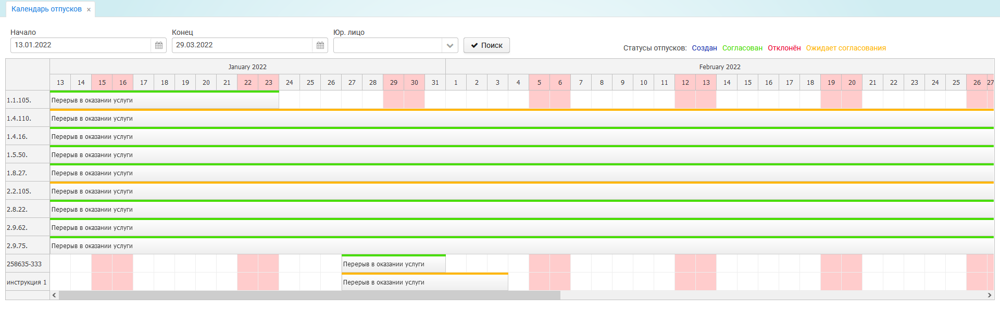 Календарь отпусков ×
Начало Конец Юр. лицо
13.01.2022 29.03.2022 Поиск
Статусы отпусков: Создан Согласован Отклонён Ожидает согласования
January 2022 February 2022
13 14 15 16 17 18 19 20 21 22 23 24 25 26 27 28 29 30 31 1 2 3 4 5 6 7 8 9 10 11 12 13 14 15 16 17 18 19 20 21 22 23 24 25 26 27
1.1.105. Перерыв в оказании услуги
1.4.110. Перерыв в оказании услуги
1.4.16. Перерыв в оказании услуги
1.5.50. Перерыв в оказании услуги
1.8.27. Перерыв в оказании услуги
2.2.105. Перерыв в оказании услуги
2.8.22. Перерыв в оказании услуги
2.9.62. Перерыв в оказании услуги
2.9.75. Перерыв в оказании услуги
258635-333 Перерыв в оказании услуги
инструкция 1 Перерыв в оказании услуги